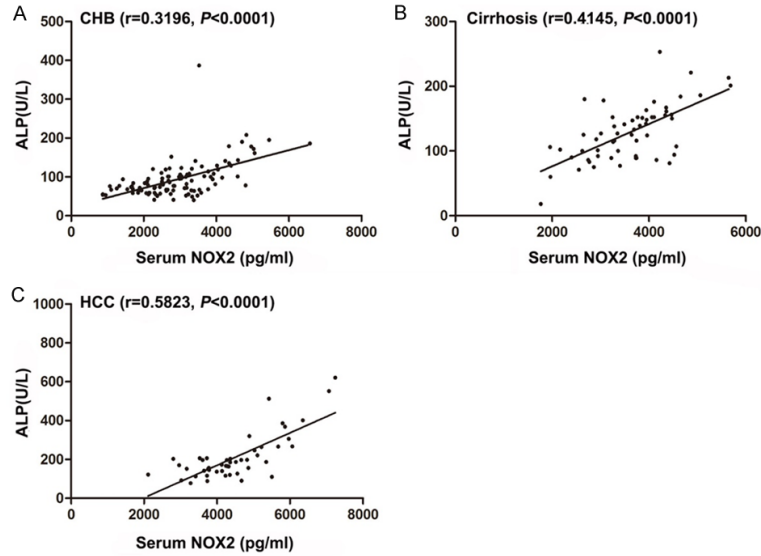 A
CHB (r=0.3196, P<0.0001)
500
400
300
200
100
0
ALP(U/L)
0 2000 4000 6000 8000
Serum NOX2 (pg/ml)
B
Cirrhosis (r=0.4145, P<0.0001)
300
200
100
0
ALP(U/L)
0 2000 4000 6000
Serum NOX2 (pg/ml)
C
HCC (r=0.5823, P<0.0001)
1000
800
600
400
200
0
ALP(U/L)
0 2000 4000 6000 8000
Serum NOX2 (pg/ml)